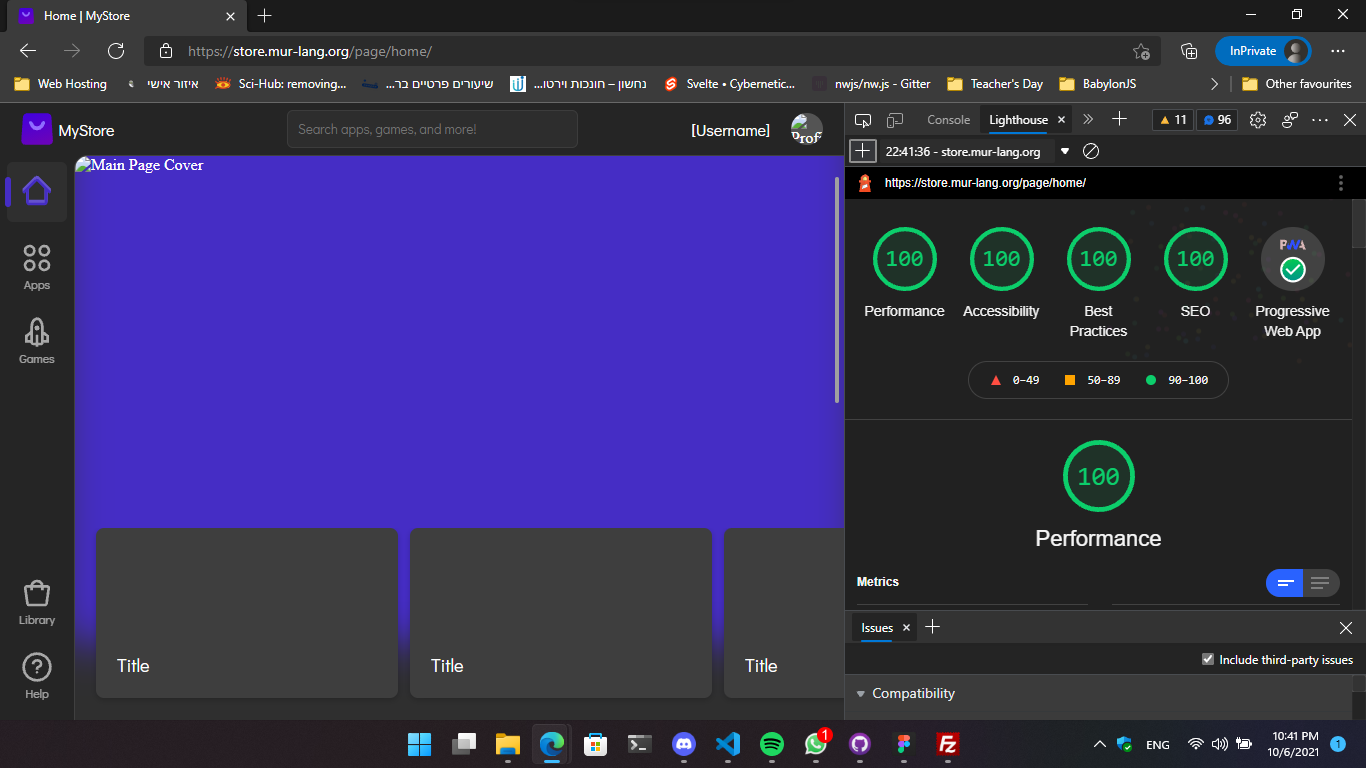 Home | MyStore
https://store.mur-lang.org/page/home/
InPrivate
Web Hosting
איזור אישי
Sci-Hub: removing...
שיעורים פרטיים בר...
נחשון – חונכות וירטו...
Svelte • Cybernetic...
nwjs/nw.js - Gitter
Teacher's Day
BabylonJS
Other favourites
MyStore
Search apps, games, and more!
[Username]
Prof
Main Page Cover
Apps
Games
Library
Help
Title
Title
Title
Console
Lighthouse
11
96
22:41:36 - store.mur-lang.org
https://store.mur-lang.org/page/home/
100
100
100
100
PWA
Performance
Accessibility
Best
Practices
SEO
Progressive
Web App
0–49
50–89
90–100
100
Performance
Metrics
Issues
Include third-party issues
Compatibility
1
Fz
ENG
10:41 PM
10/6/2021
1